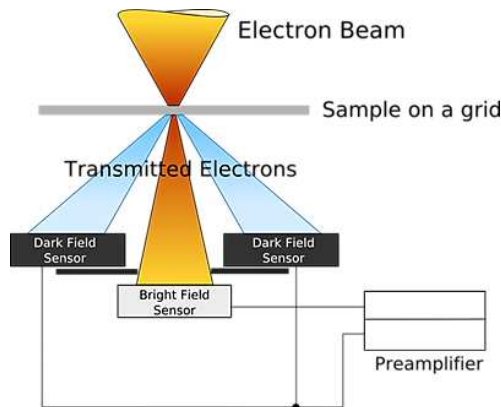 Electron Beam
Sample on a grid
Transmitted Electrons
Dark Field
Sensor
Dark Field
Sensor
Bright Field
Sensor
Preamplifier